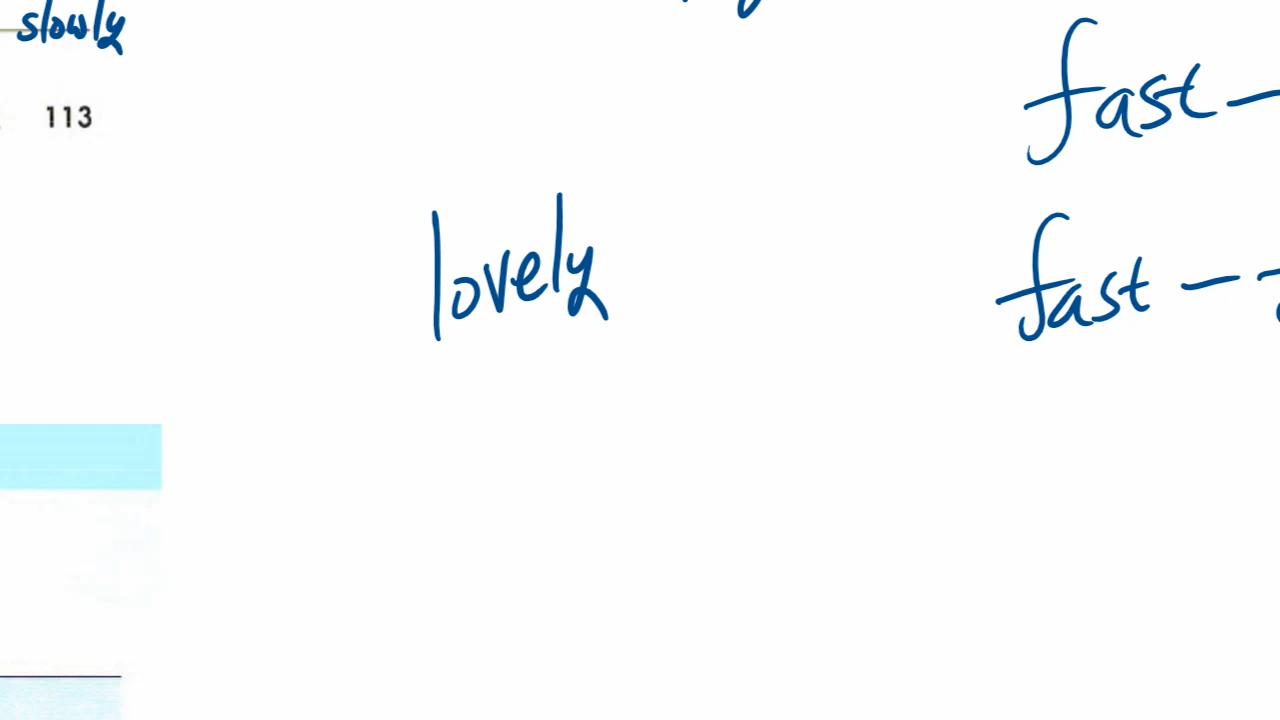 slowly
113
fast —
lovely
fast —